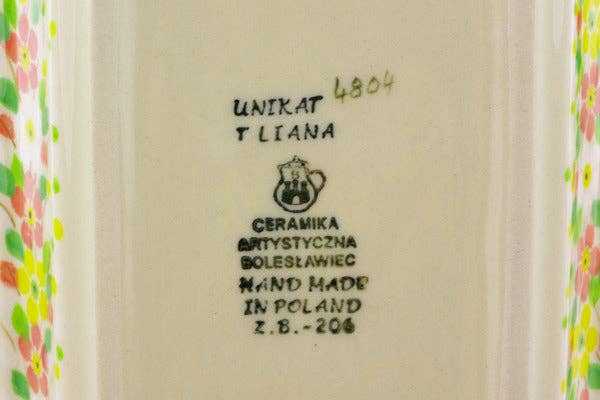 UNIKAT 4804
T LIANA
B
CERAMIKA
ARTYSTYCZNA
BOLESŁAWIEC
HAND MADE
IN POLAND
Z.B.-206